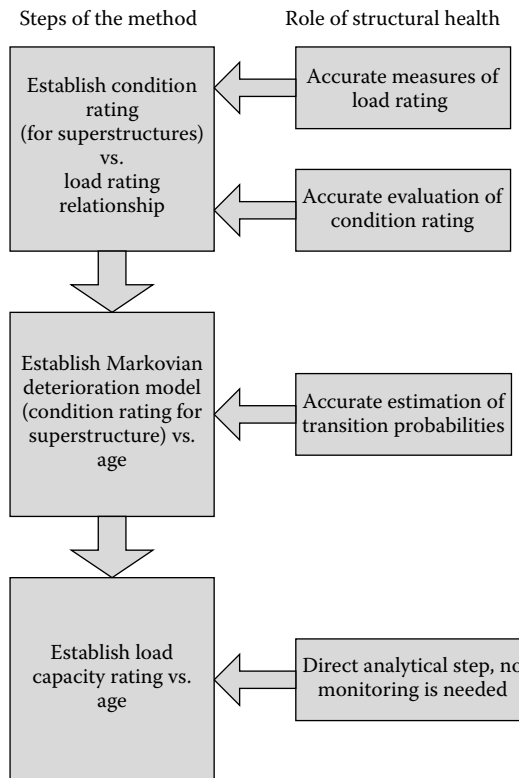 Steps of the method
Role of structural health
Establish condition
rating
(for superstructures)
vs.
load rating
relationship
Accurate measures of
load rating
Accurate evaluation of
condition rating
Establish Markovian
deterioration model
(condition rating for
superstructure) vs.
age
Accurate estimation of
transition probabilities
Establish load
capacity rating vs.
age
Direct analytical step, no
monitoring is needed